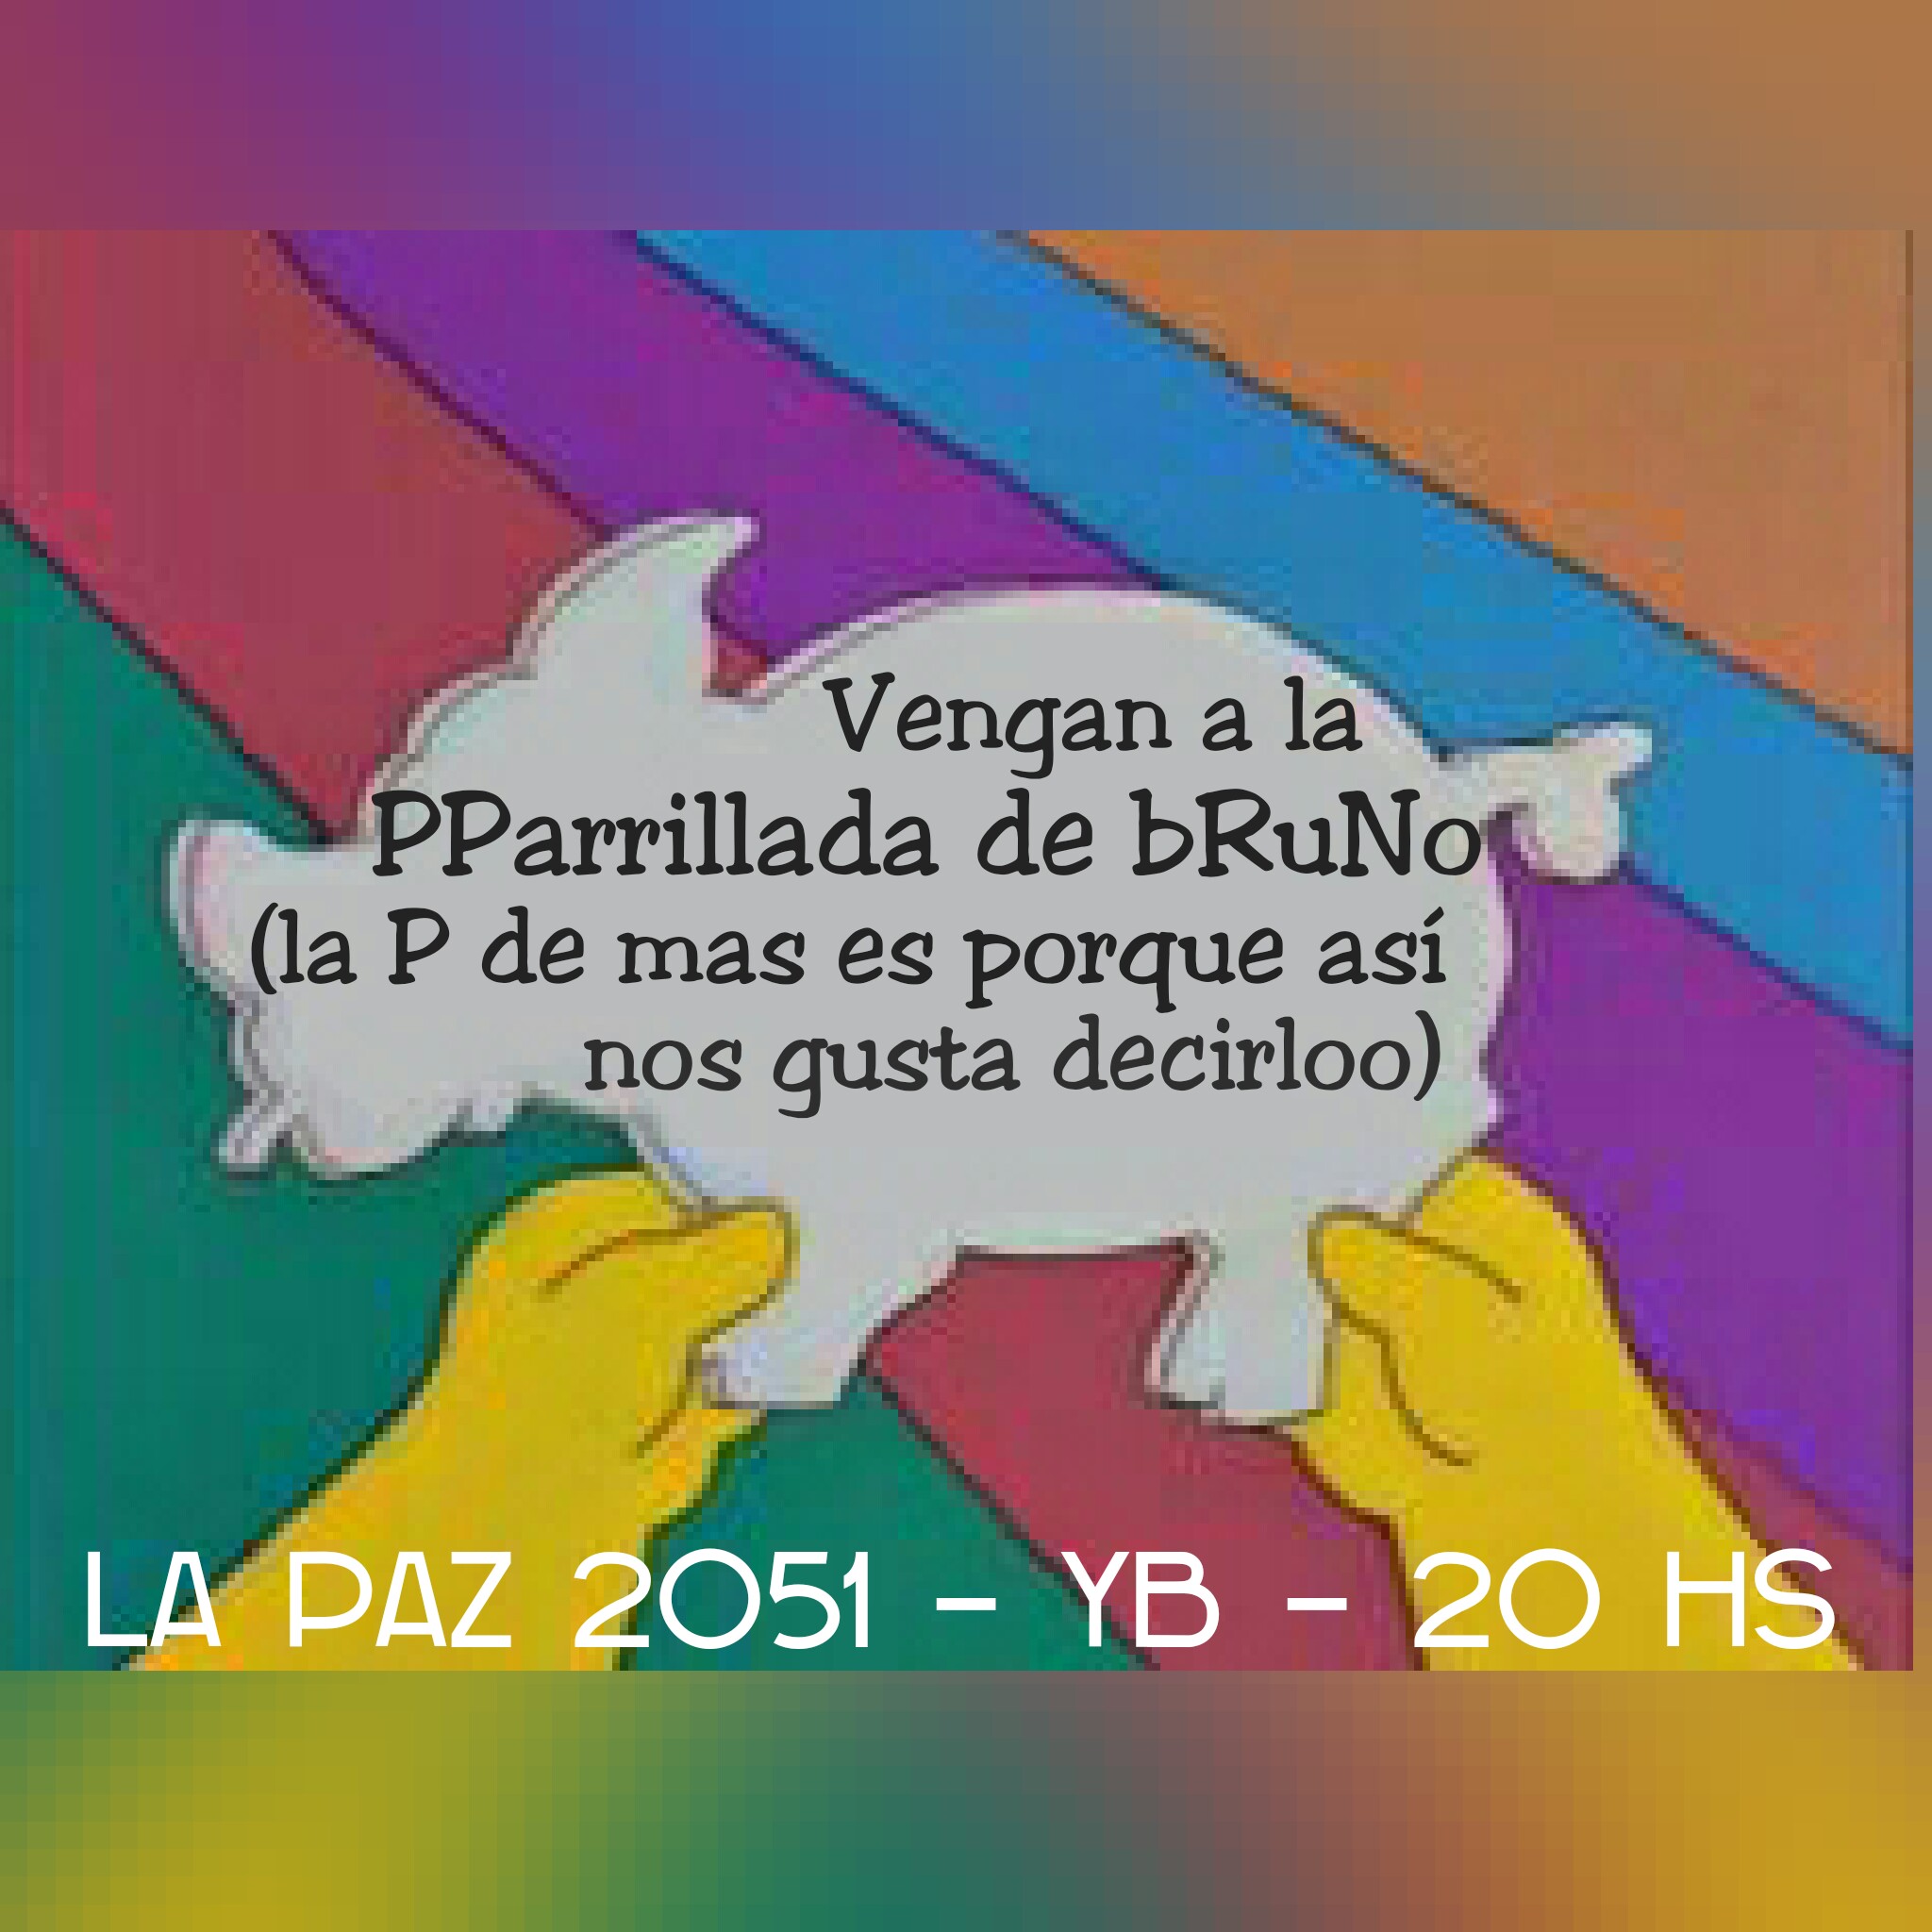 Vengan a la
PParrillada de bRuNo
(la P de mas es porque así
nos gusta decirloo)
LA PAZ 2051 - YB - 20 HS